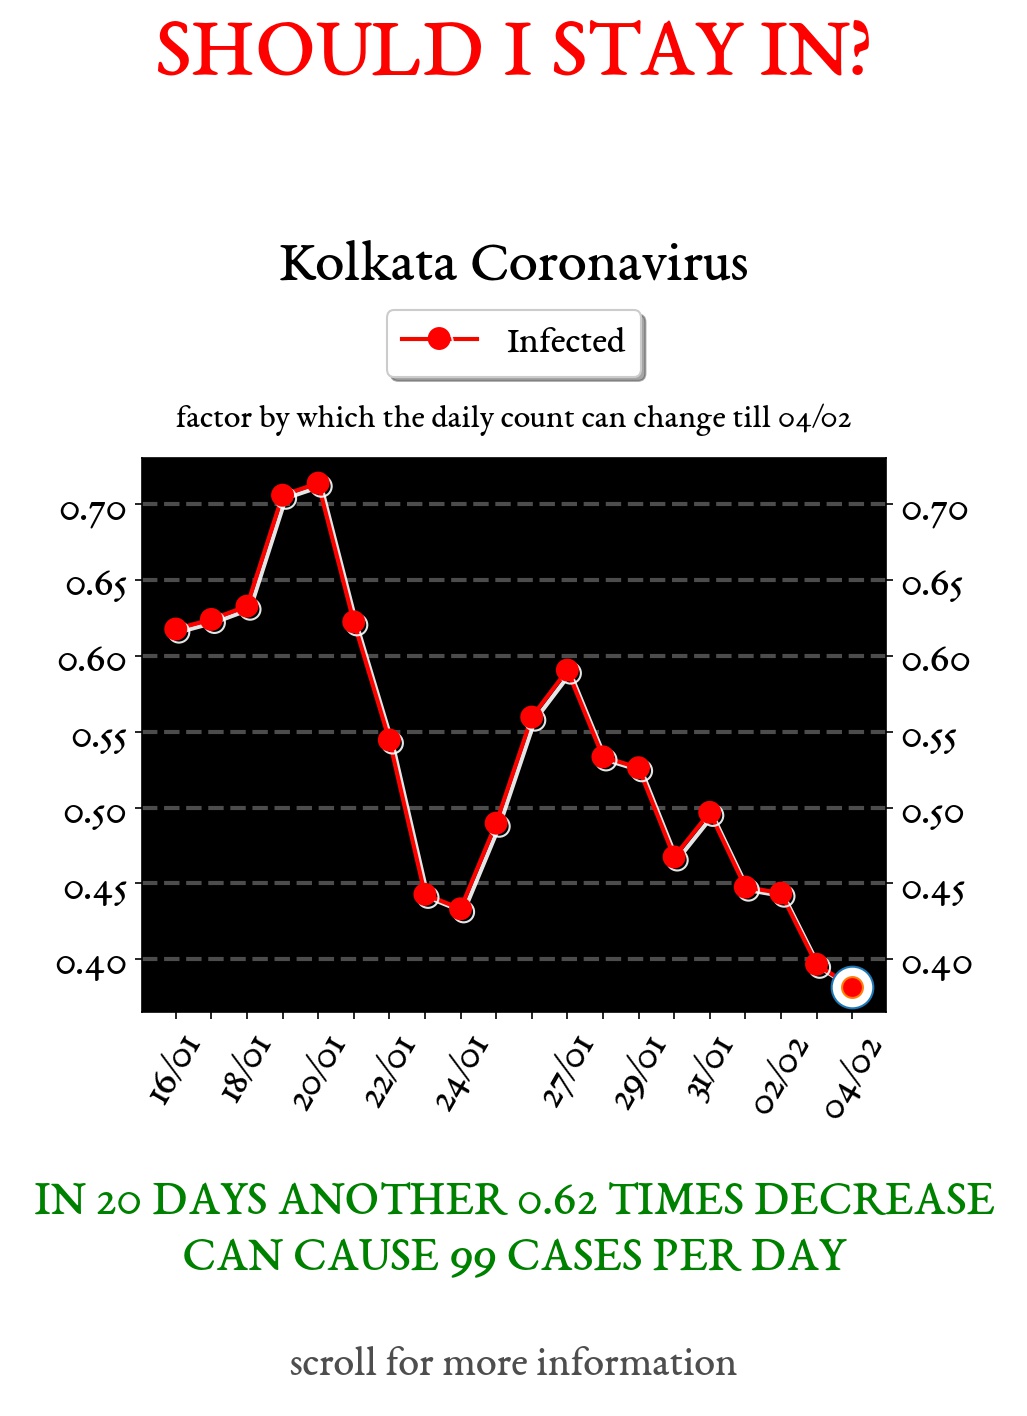 SHOULD I STAY IN?
Kolkata Coronavirus
Infected
factor by which the daily count can change till 04/02
0.70 0.70
0.65 0.65
0.60 0.60
0.55 0.55
0.50 0.50
0.45 0.45
0.40 0.40
16/01 18/01 20/01 22/01 24/01 27/01 29/01 31/01 02/02 04/02
IN 20 DAYS ANOTHER 0.62 TIMES DECREASE
CAN CAUSE 99 CASES PER DAY
scroll for more information